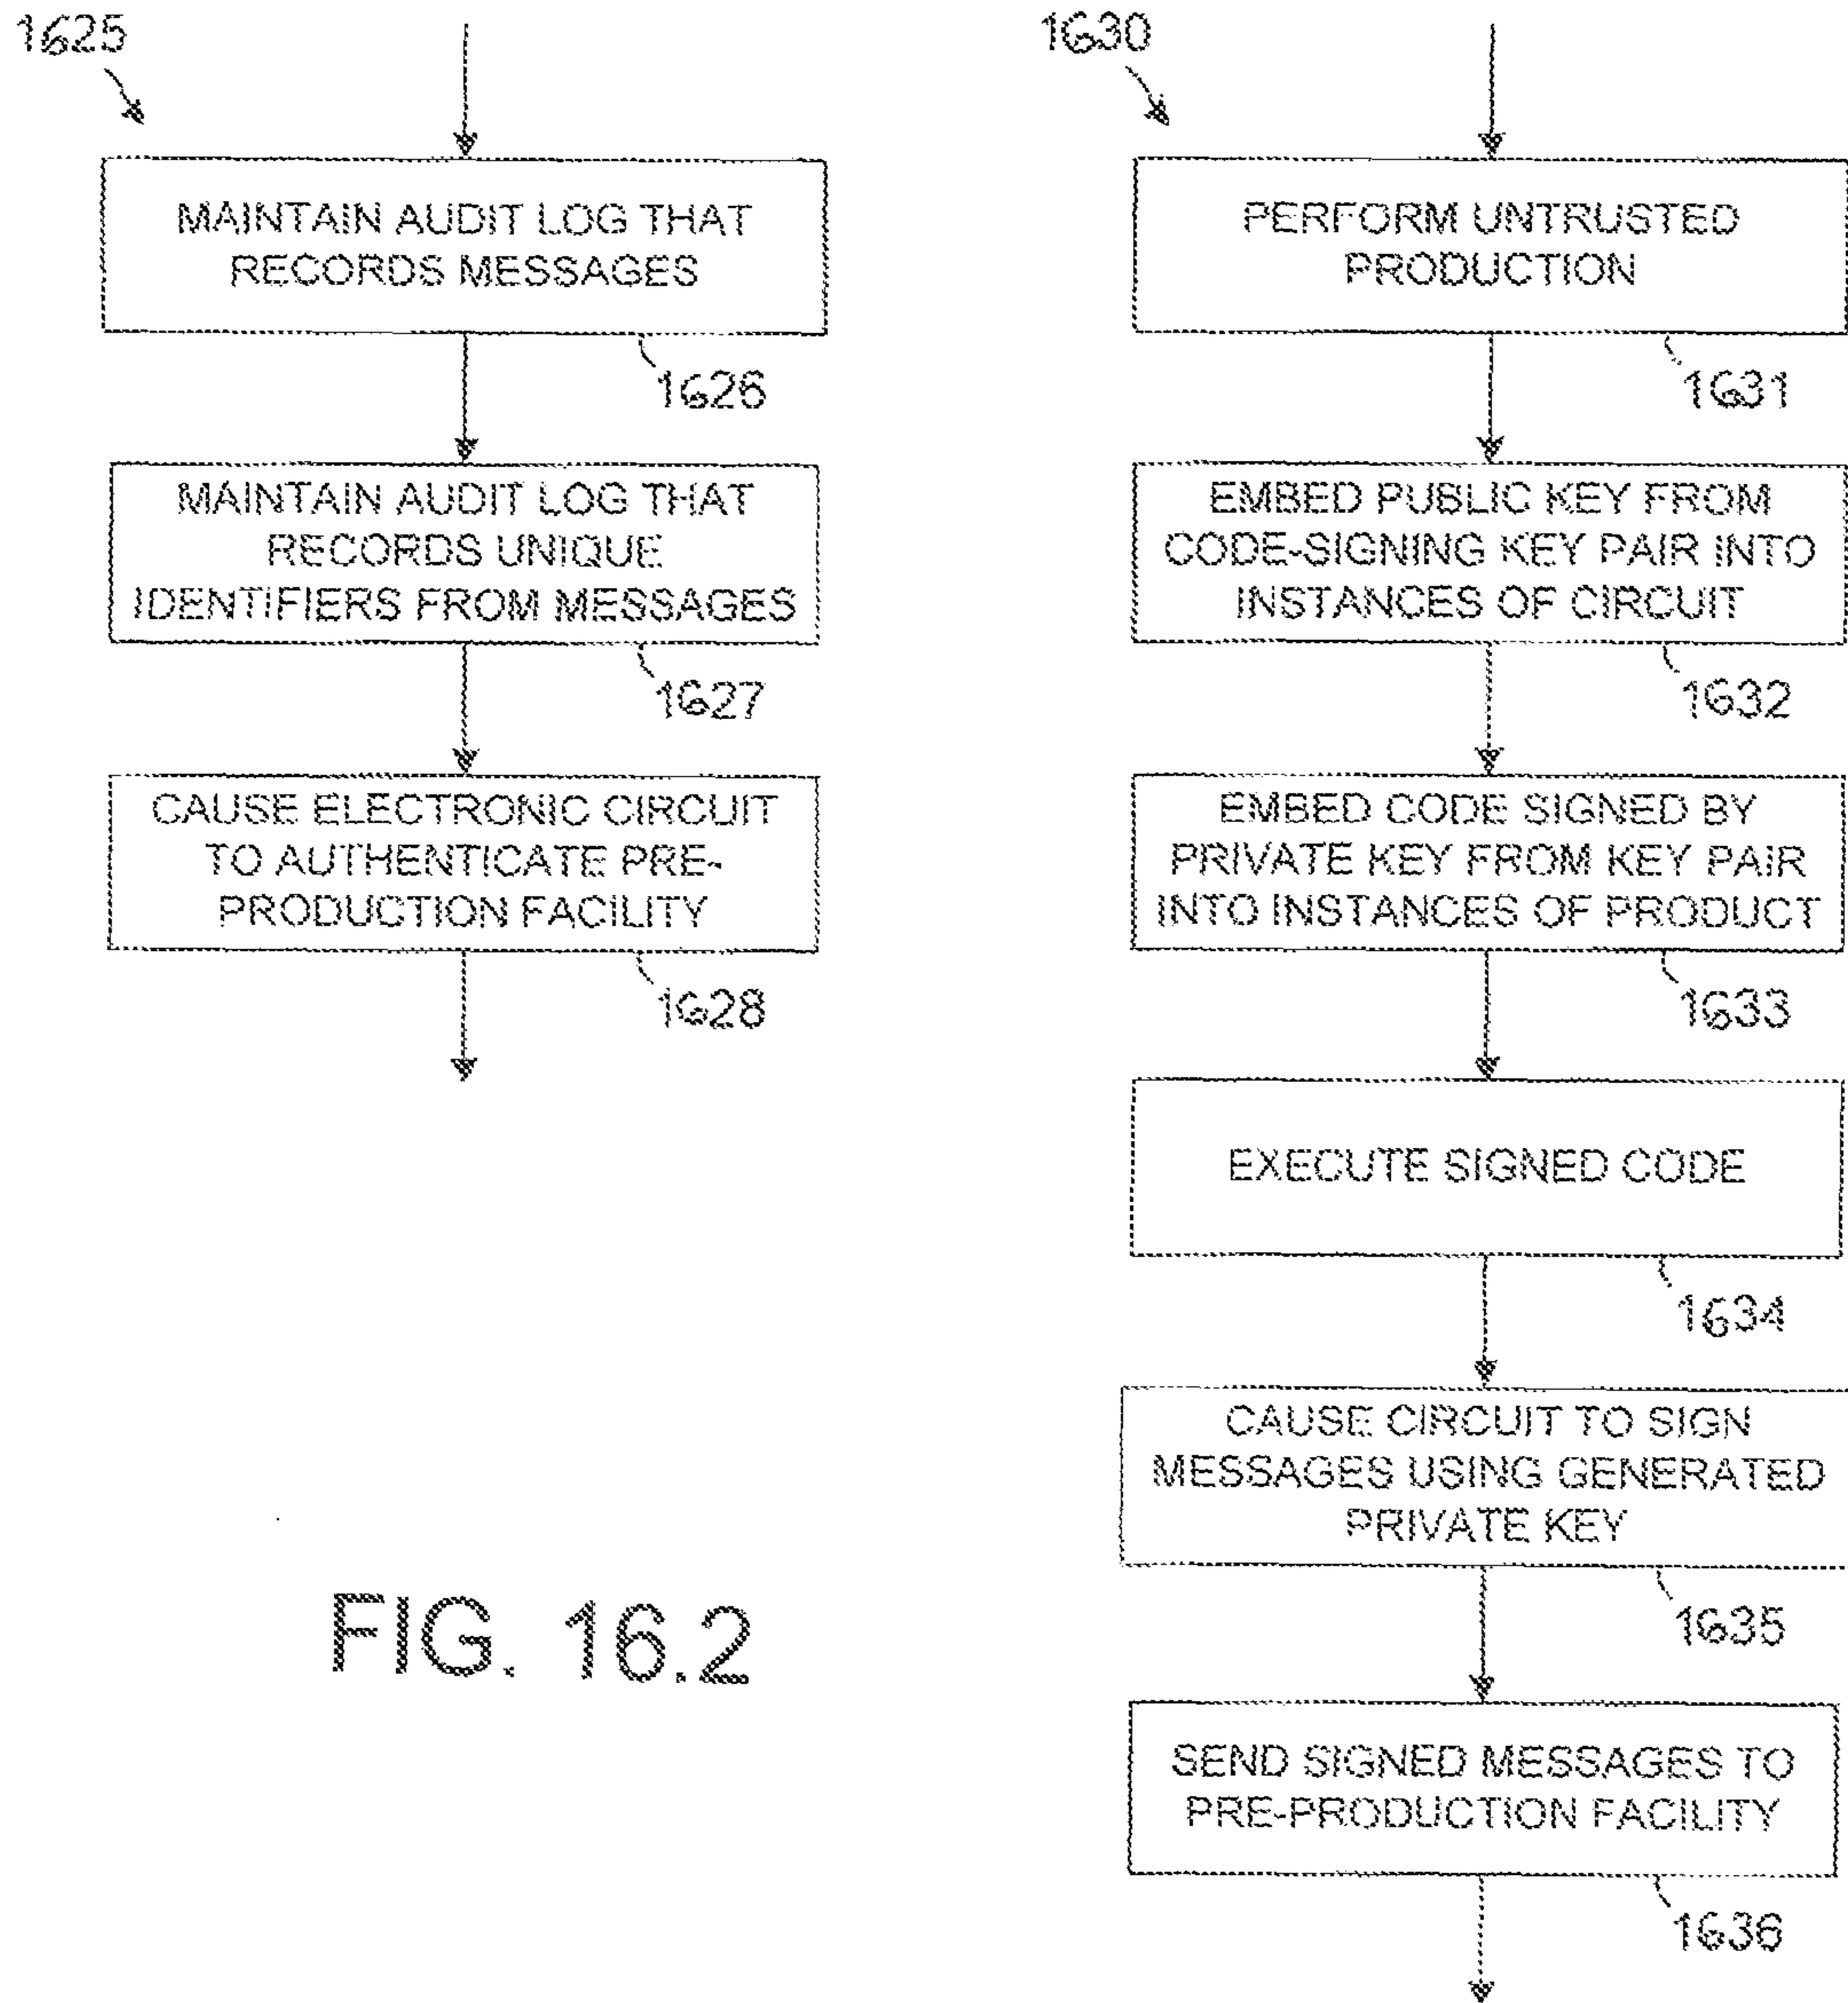 1625
MAINTAIN AUDIT LOG THAT
RECORDS MESSAGES
1626
MAINTAIN AUDIT LOG THAT
RECORDS UNIQUE
IDENTIFIERS FROM MESSAGES
1627
CAUSE ELECTRONIC CIRCUIT
TO AUTHENTICATE PRE-
PRODUCTION FACILITY
1628
1630
PERFORM UNTRUSTED
PRODUCTION
1631
EMBED PUBLIC KEY FROM
CODE-SIGNING KEY PAIR INTO
INSTANCES OF CIRCUIT
1632
EMBED CODE SIGNED BY
PRIVATE KEY FROM KEY PAIR
INTO INSTANCES OF PRODUCT
1633
EXECUTE SIGNED CODE
1634
CAUSE CIRCUIT TO SIGN
MESSAGES USING GENERATED
PRIVATE KEY
1635
SEND SIGNED MESSAGES TO
PRE-PRODUCTION FACILITY
1636
FIG. 16.2